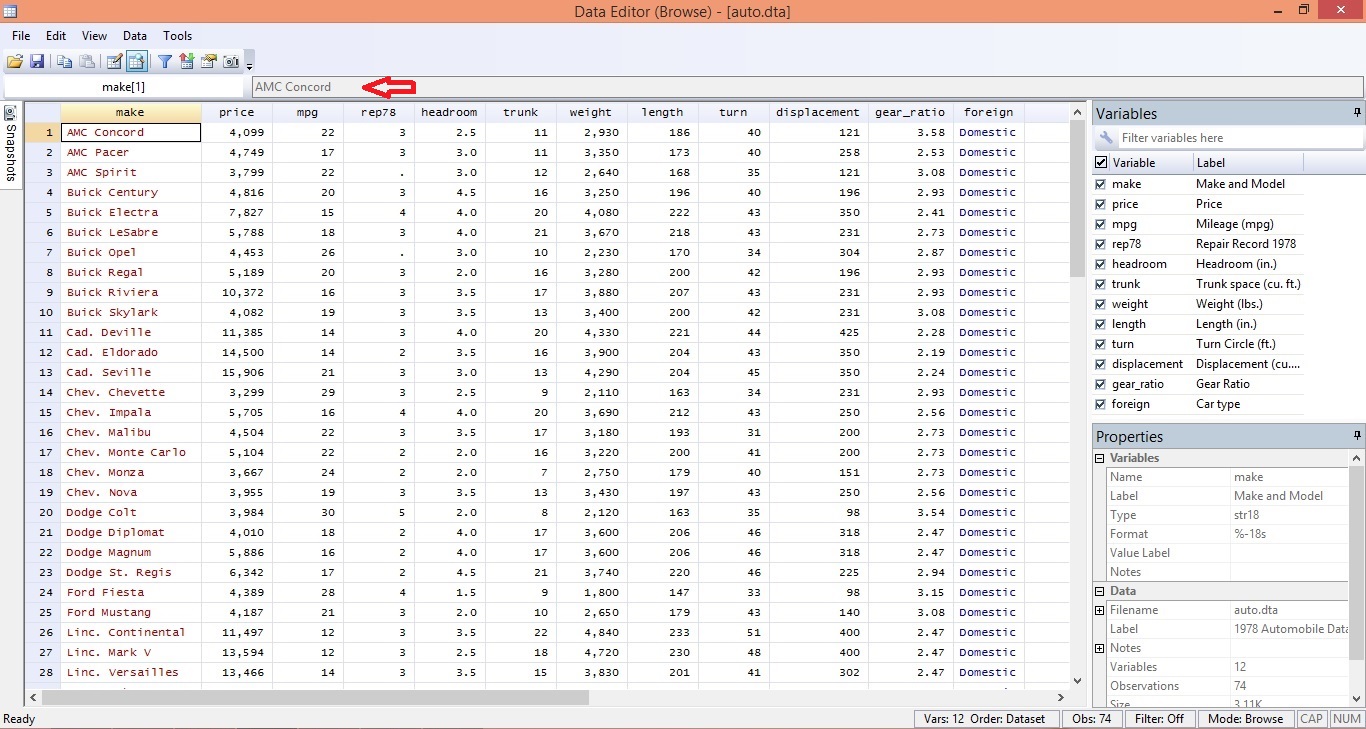 Data Editor (Browse) - [auto.dta]
File Edit View Data Tools
make[1] AMC Concord
Snapshots
make price mpg rep78 headroom trunk weight length turn displacement gear_ratio foreign
1 AMC Concord 4,099 22 3 2.5 11 2,930 186 40 121 3.58 Domestic
2 AMC Pacer 4,749 17 3 3.0 11 3,350 173 40 258 2.53 Domestic
3 AMC Spirit 3,799 22 . 3.0 12 2,640 168 35 121 3.08 Domestic
4 Buick Century 4,816 20 3 4.5 16 3,250 196 40 196 2.93 Domestic
5 Buick Electra 7,827 15 4 4.0 20 4,080 222 43 350 2.41 Domestic
6 Buick LeSabre 5,788 18 3 4.0 21 3,670 218 43 231 2.73 Domestic
7 Buick Opel 4,453 26 . 3.0 10 2,230 170 34 304 2.87 Domestic
8 Buick Regal 5,189 20 3 2.0 16 3,280 200 42 196 2.93 Domestic
9 Buick Riviera 10,372 16 3 3.5 17 3,880 207 43 231 2.93 Domestic
10 Buick Skylark 4,082 19 3 3.5 13 3,400 200 42 231 3.08 Domestic
11 Cad. Deville 11,385 14 3 4.0 20 4,330 221 44 425 2.28 Domestic
12 Cad. Eldorado 14,500 14 2 3.5 16 3,900 204 43 350 2.19 Domestic
13 Cad. Seville 15,906 21 3 3.0 13 4,290 204 45 350 2.24 Domestic
14 Chev. Chevette 3,299 29 3 2.5 9 2,110 163 34 231 2.93 Domestic
15 Chev. Impala 5,705 16 4 4.0 20 3,690 212 43 250 2.56 Domestic
16 Chev. Malibu 4,504 22 3 3.5 17 3,180 193 31 200 2.73 Domestic
17 Chev. Monte Carlo 5,104 22 2 2.0 16 3,220 200 41 200 2.73 Domestic
18 Chev. Monza 3,667 24 2 2.0 7 2,750 179 40 151 2.73 Domestic
19 Chev. Nova 3,955 19 3 3.5 13 3,430 197 43 250 2.56 Domestic
20 Dodge Colt 3,984 30 5 2.0 8 2,120 163 35 98 3.54 Domestic
21 Dodge Diplomat 4,010 18 2 4.0 17 3,600 206 46 318 2.47 Domestic
22 Dodge Magnum 5,886 16 2 4.0 17 3,600 206 46 318 2.47 Domestic
23 Dodge St. Regis 6,342 17 2 4.5 21 3,740 220 46 225 2.94 Domestic
24 Ford Fiesta 4,389 28 4 1.5 9 1,800 147 33 98 3.15 Domestic
25 Ford Mustang 4,187 21 3 2.0 10 2,650 179 43 140 3.08 Domestic
26 Linc. Continental 11,497 12 3 3.5 22 4,840 233 51 400 2.47 Domestic
27 Linc. Mark V 13,594 12 3 2.5 18 4,720 230 48 400 2.47 Domestic
28 Linc. Versailles 13,466 14 3 3.5 15 3,830 201 41 302 2.47 Domestic
Variables
Filter variables here
Variable Label
make Make and Model
price Price
mpg Mileage (mpg)
rep78 Repair Record 1978
headroom Headroom (in.)
trunk Trunk space (cu. ft.)
weight Weight (lbs.)
length Length (in.)
turn Turn Circle (ft.)
displacement Displacement (cu....
gear_ratio Gear Ratio
foreign Car type
Properties
Variables
Name make
Label Make and Model
Type str18
Format %-18s
Value Label
Notes
Data
Filename auto.dta
Label 1978 Automobile Data
Notes
Variables 12
Observations 74
Size 3.11K
Ready Vars: 12 Order: Dataset Obs: 74 Filter: Off Mode: Browse CAP NUM